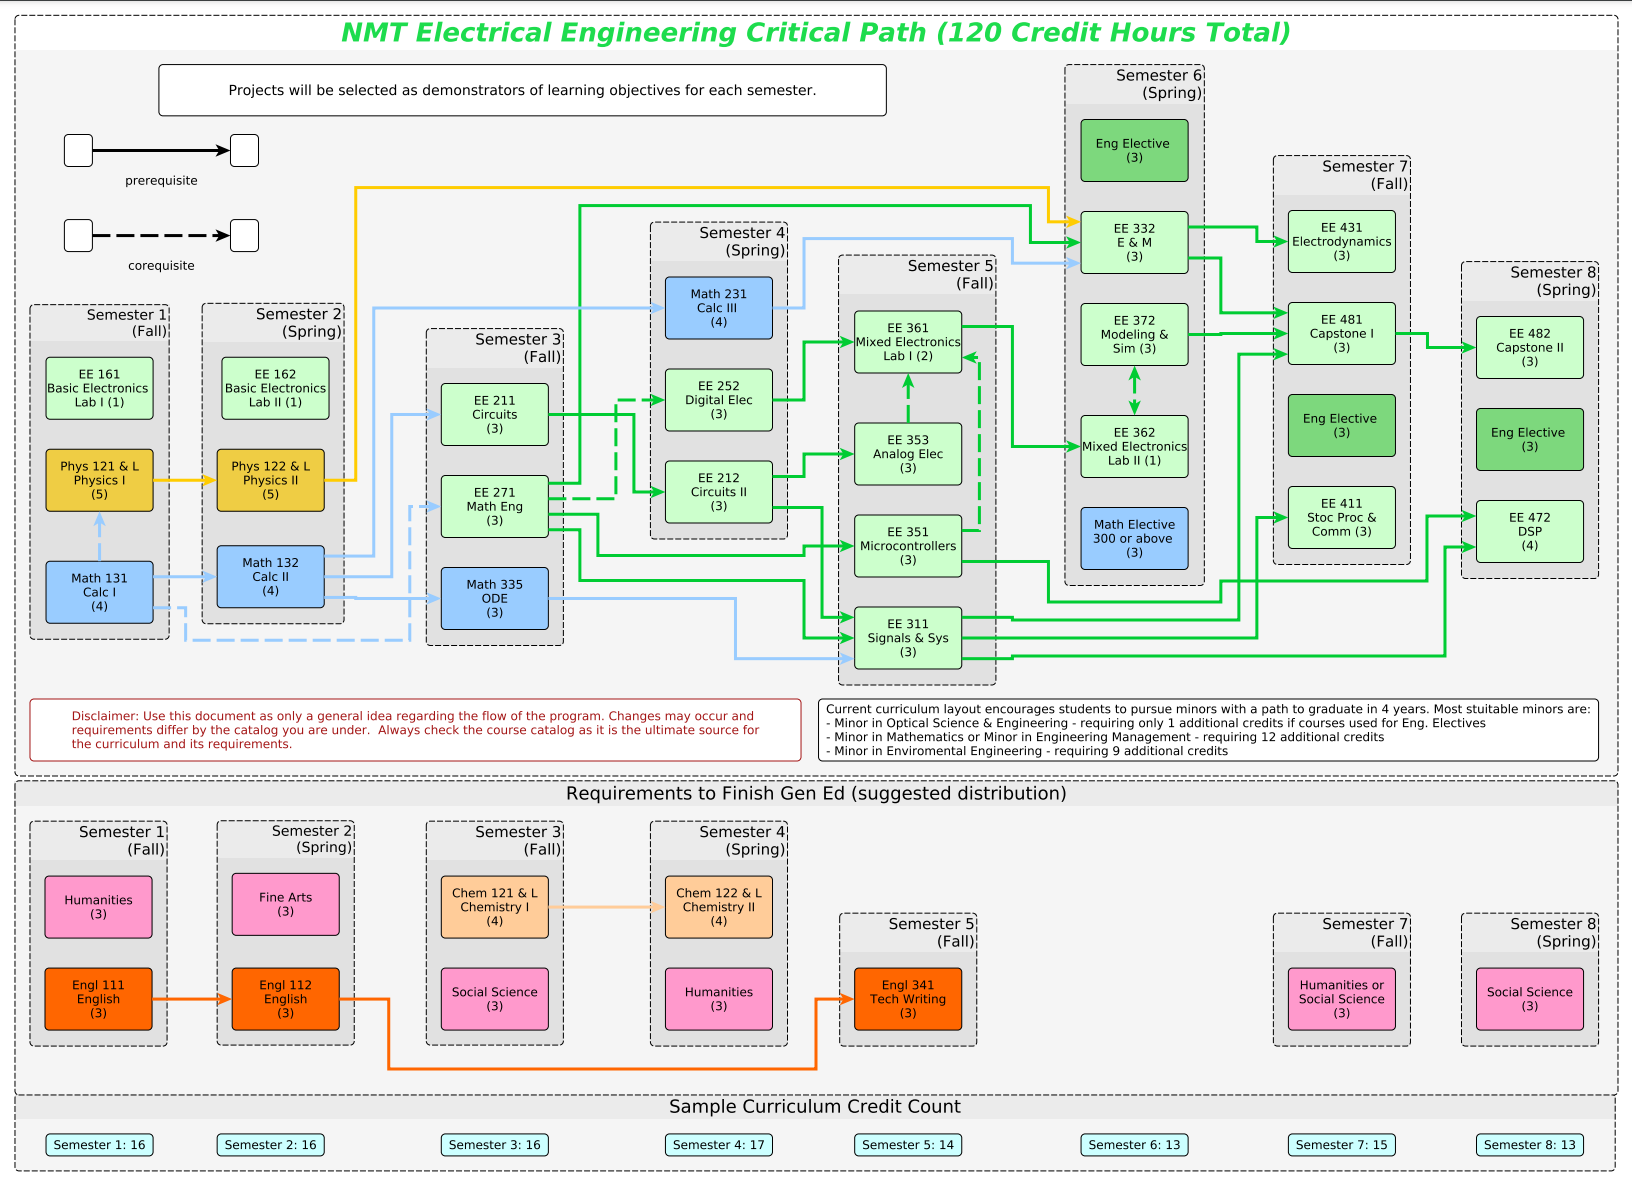 NMT Electrical Engineering Critical Path (120 Credit Hours Total)
Projects will be selected as demonstrators of learning objectives for each semester.
prerequisite
corequisite
Semester 1
(Fall)
EE 161
Basic Electronics
Lab I (1)
Phys 121 & L
Physics I
(5)
Math 131
Calc I
(4)
Semester 2
(Spring)
EE 162
Basic Electronics
Lab II (1)
Phys 122 & L
Physics II
(5)
Math 132
Calc II
(4)
Semester 3
(Fall)
EE 211
Circuits
(3)
EE 271
Math Eng
(3)
Math 335
ODE
(3)
Semester 4
(Spring)
Math 231
Calc III
(4)
EE 252
Digital Elec
(3)
EE 212
Circuits II
(3)
Semester 5
(Fall)
EE 361
Mixed Electronics
Lab I (2)
EE 353
Analog Elec
(3)
EE 351
Microcontrollers
(3)
EE 311
Signals & Sys
(3)
Semester 6
(Spring)
Eng Elective
(3)
EE 332
E & M
(3)
EE 372
Modeling &
Sim (3)
EE 362
Mixed Electronics
Lab II (1)
Math Elective
300 or above
(3)
Semester 7
(Fall)
EE 431
Electrodynamics
(3)
EE 481
Capstone I
(3)
Eng Elective
(3)
EE 411
Stoc Proc &
Comm (3)
Semester 8
(Spring)
EE 482
Capstone II
(3)
Eng Elective
(3)
EE 472
DSP
(4)
Disclaimer: Use this document as only a general idea regarding the flow of the program. Changes may occur and
requirements differ by the catalog you are under. Always check the course catalog as it is the ultimate source for
the curriculum and its requirements.
Current curriculum layout encourages students to pursue minors with a path to graduate in 4 years. Most stuitable minors are:
- Minor in Optical Science & Engineering - requiring only 1 additional credits if courses used for Eng. Electives
- Minor in Mathematics or Minor in Engineering Management - requiring 12 additional credits
- Minor in Enviromental Engineering - requiring 9 additional credits
Requirements to Finish Gen Ed (suggested distribution)
Semester 1
(Fall)
Humanities
(3)
Engl 111
English
(3)
Semester 2
(Spring)
Fine Arts
(3)
Engl 112
English
(3)
Semester 3
(Fall)
Chem 121 & L
Chemistry I
(4)
Social Science
(3)
Semester 4
(Spring)
Chem 122 & L
Chemistry II
(4)
Humanities
(3)
Semester 5
(Fall)
Engl 341
Tech Writing
(3)
Semester 7
(Fall)
Humanities or
Social Science
(3)
Semester 8
(Spring)
Social Science
(3)
Sample Curriculum Credit Count
Semester 1: 16
Semester 2: 16
Semester 3: 16
Semester 4: 17
Semester 5: 14
Semester 6: 13
Semester 7: 15
Semester 8: 13